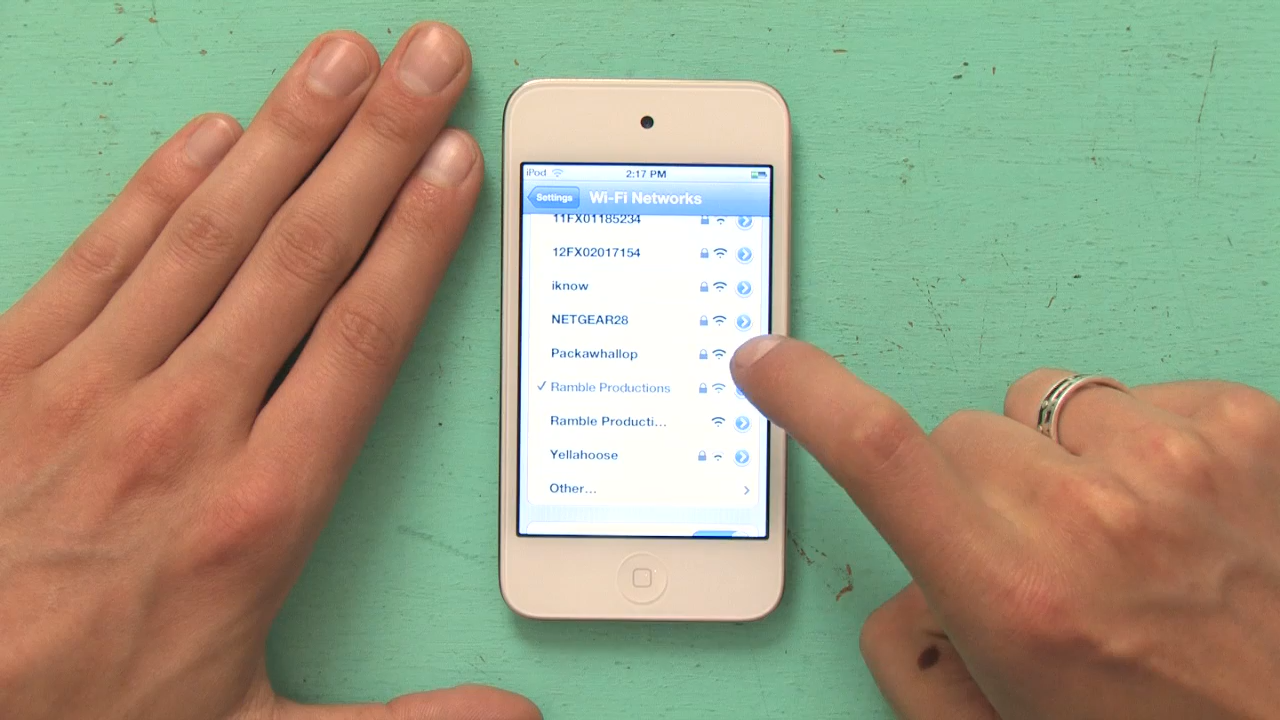 iPod 2:17 PM
Settings Wi-Fi Networks
11FX01185234
12FX02017154
iknow
NETGEAR28
Packawhallop
✓ Ramble Productions
Ramble Producti...
Yellahoose
Other...